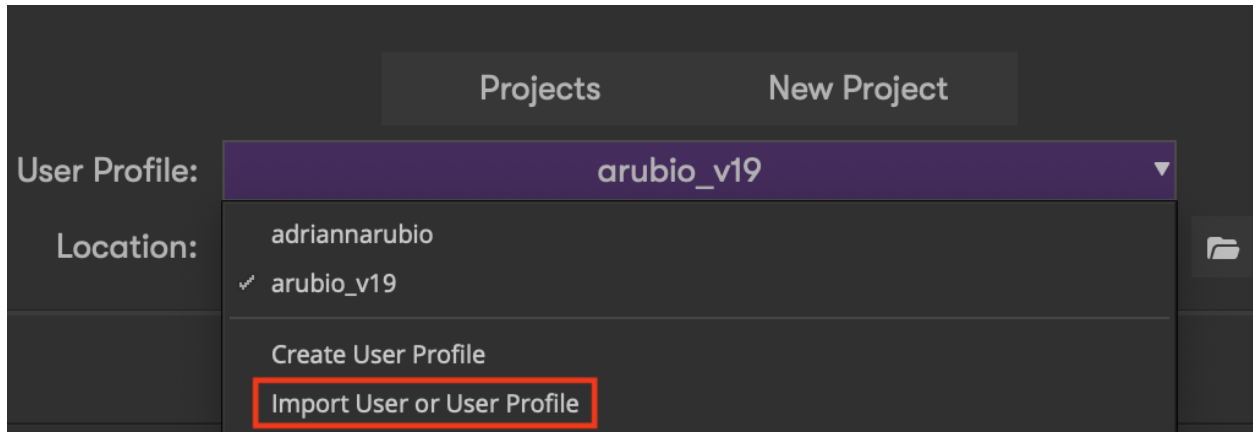 Projects New Project
User Profile: arubio_v19
Location:
adriannarubio
arubio_v19
Create User Profile
Import User or User Profile